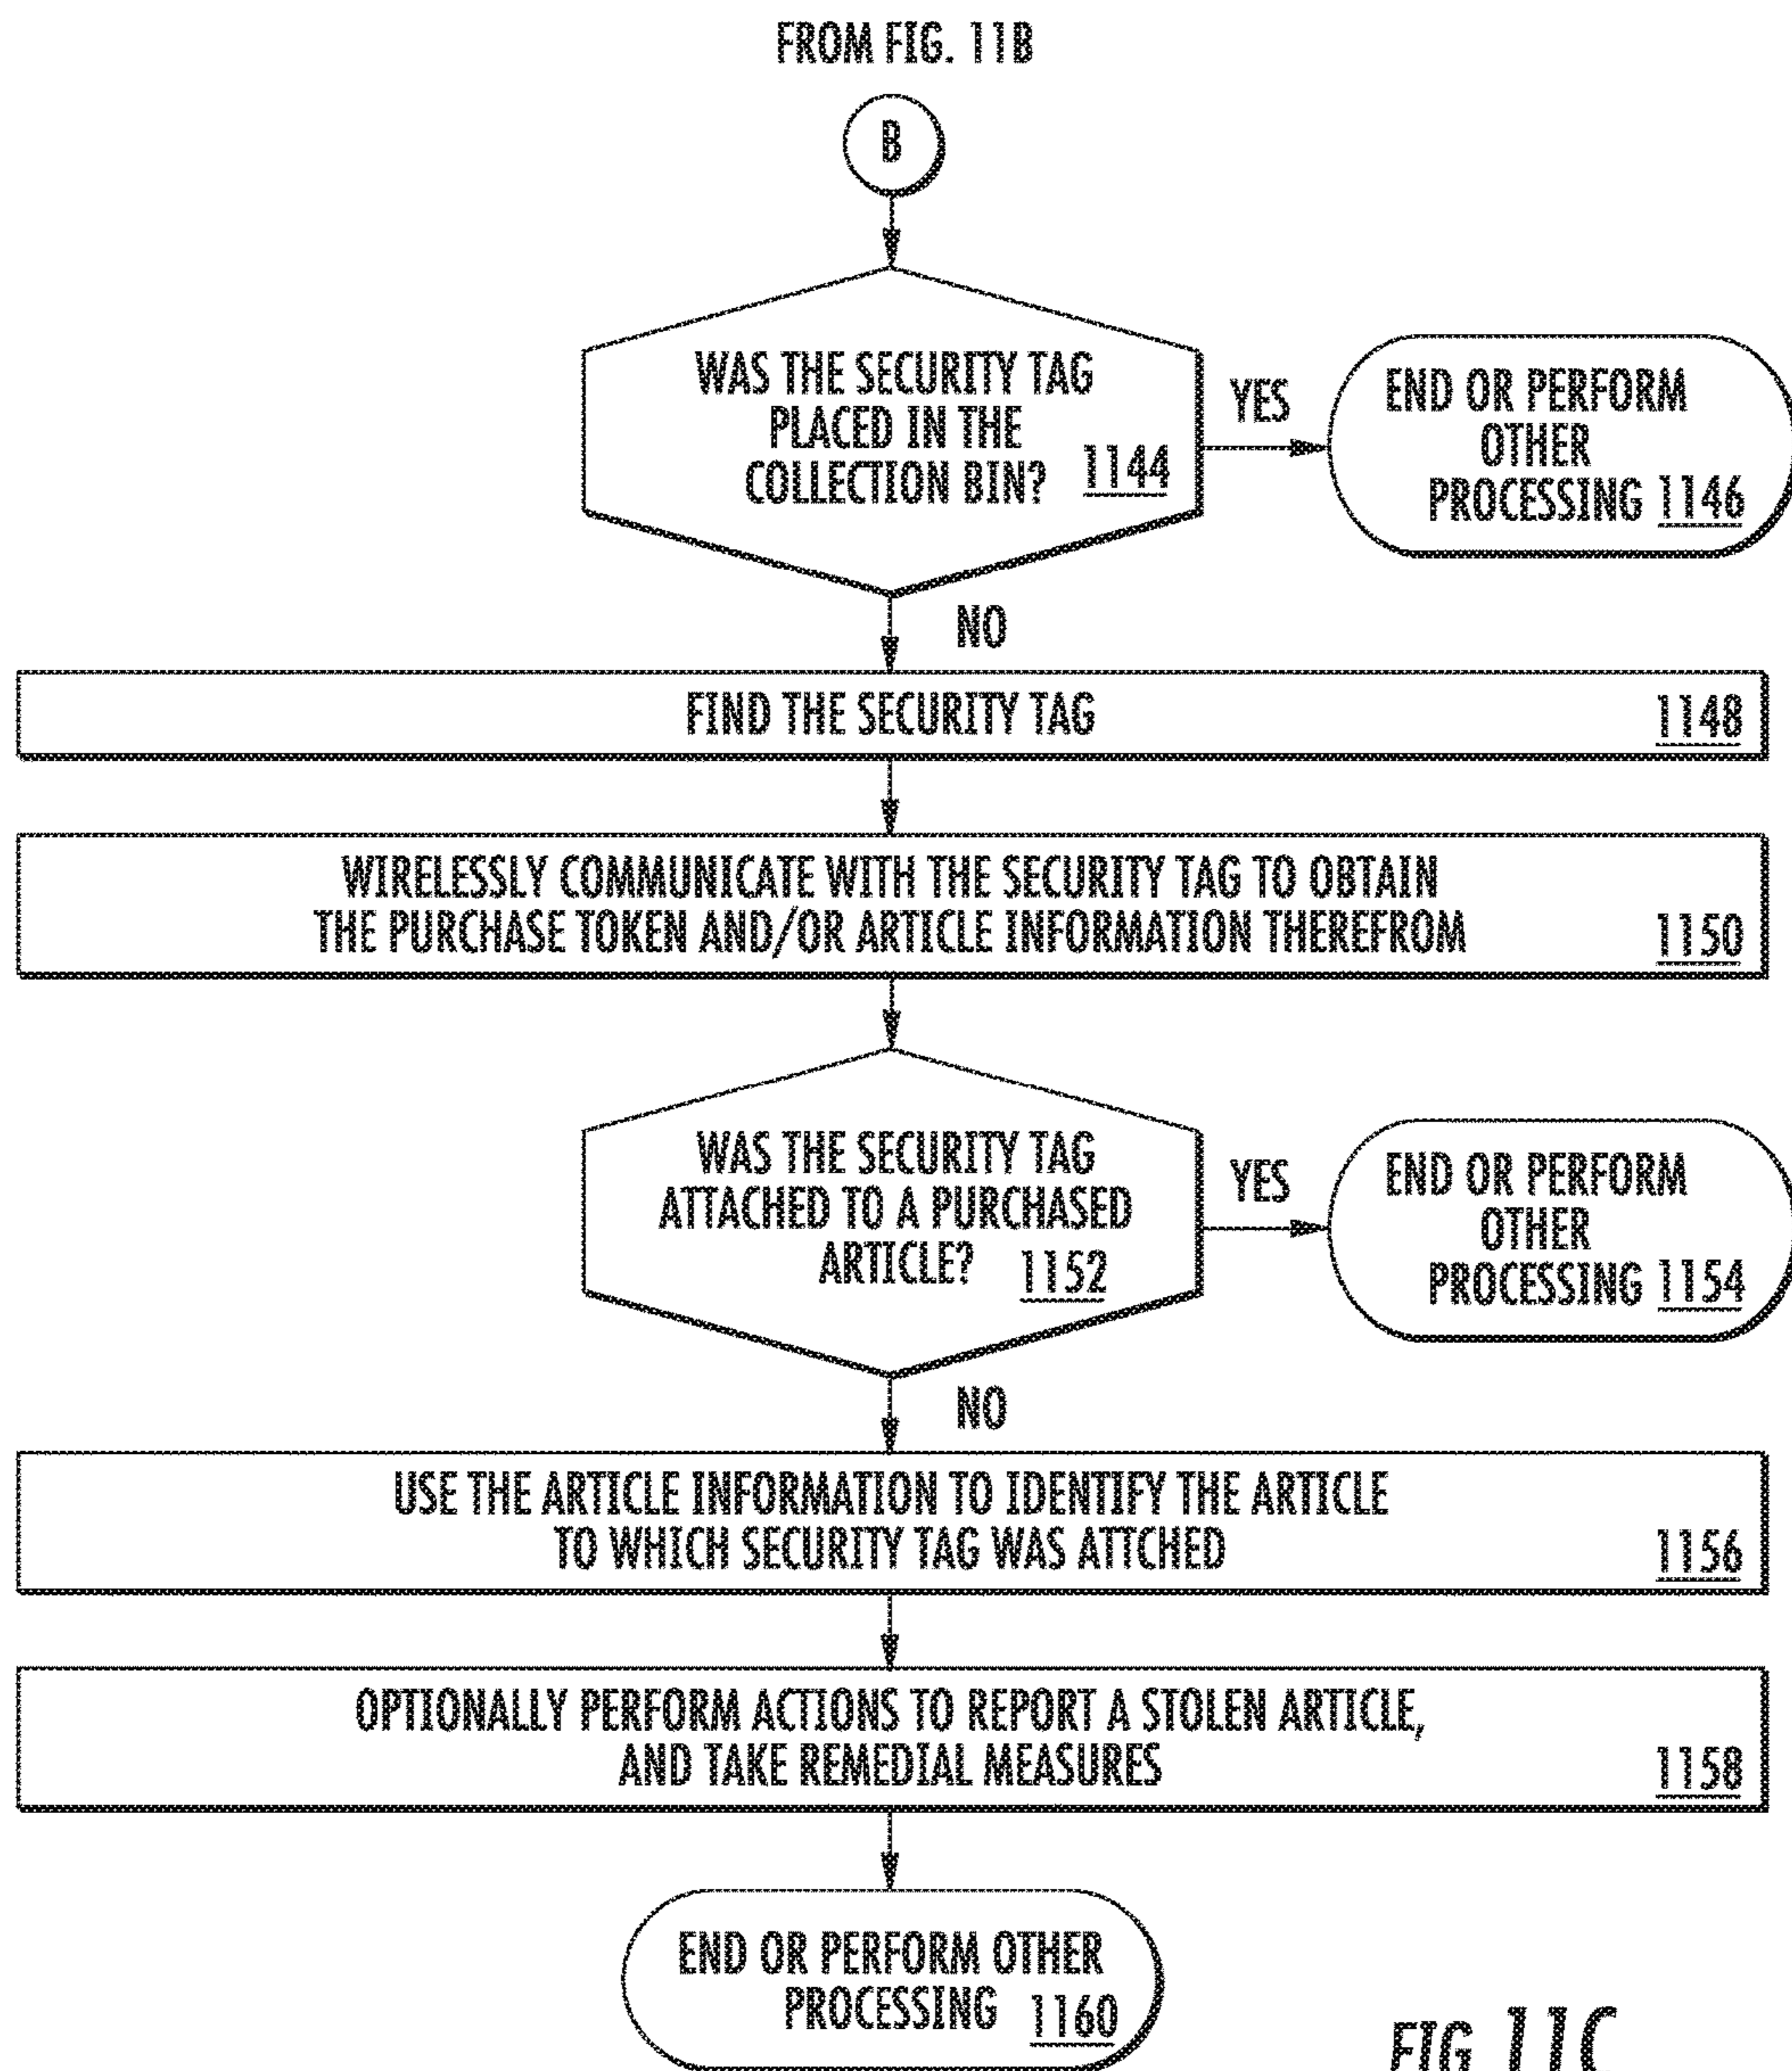 FROM FIG. 11B
B
WAS THE SECURITY TAG
PLACED IN THE
COLLECTION BIN? 1144
YES
END OR PERFORM
OTHER
PROCESSING 1146
NO
FIND THE SECURITY TAG 1148
WIRELESSLY COMMUNICATE WITH THE SECURITY TAG TO OBTAIN
THE PURCHASE TOKEN AND/OR ARTICLE INFORMATION THEREFROM 1150
WAS THE SECURITY TAG
ATTACHED TO A PURCHASED
ARTICLE? 1152
YES
END OR PERFORM
OTHER
PROCESSING 1154
NO
USE THE ARTICLE INFORMATION TO IDENTIFY THE ARTICLE
TO WHICH SECURITY TAG WAS ATTCHED 1156
OPTIONALLY PERFORM ACTIONS TO REPORT A STOLEN ARTICLE,
AND TAKE REMEDIAL MEASURES 1158
END OR PERFORM OTHER
PROCESSING 1160
FIG 11C